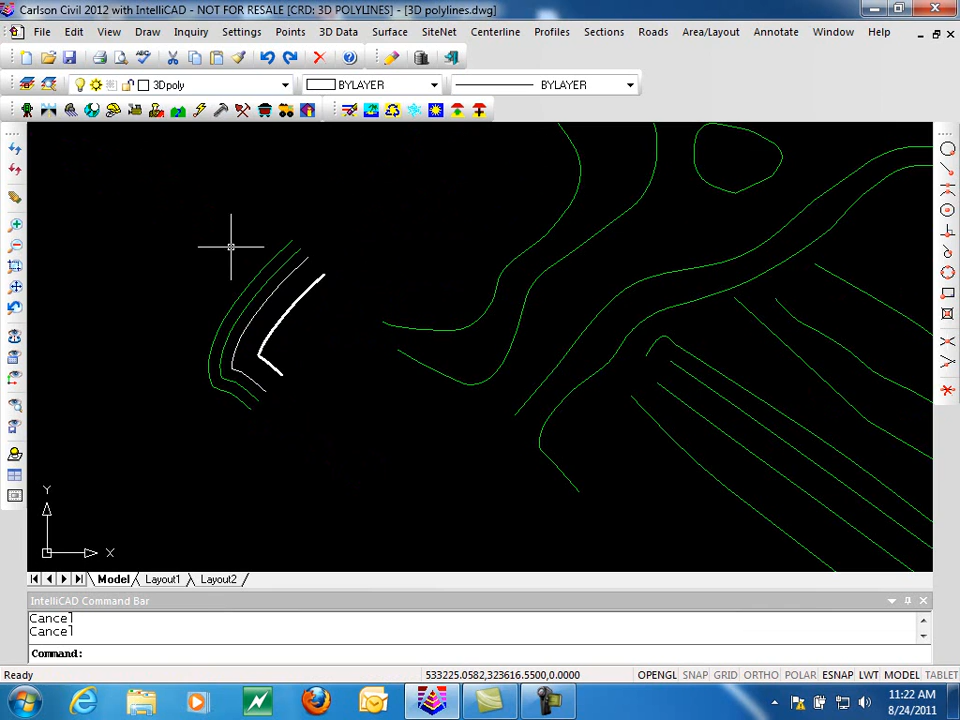 Carlson Civil 2012 with IntelliCAD - NOT FOR RESALE [CRD: 3D POLYLINES] - [3D polylines.dwg]
File Edit View Draw Inquiry Settings Points 3D Data Surface SiteNet Centerline Profiles Sections Roads Area/Layout Annotate Window Help
3Dpoly BYLAYER BYLAYER
Y
X
Model Layout1 Layout2
IntelliCAD Command Bar
Cancel
Cancel
Command:
Ready 533225.0582,323616.5500,0.0000 OPENGL SNAP GRID ORTHO POLAR ESNAP LWT MODEL TABLET
11:22 AM
8/24/2011